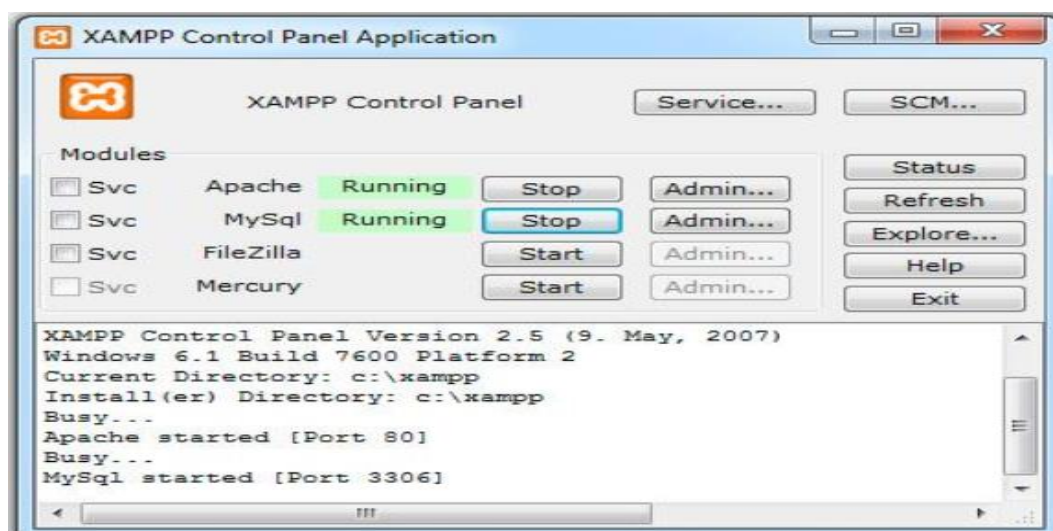 XAMPP Control Panel Application
XAMPP Control Panel Service... SCM...
Modules
Svc Apache Running Stop Admin...
Svc MySql Running Stop Admin...
Svc FileZilla Start Admin...
Svc Mercury Start Admin...
Status
Refresh
Explore...
Help
Exit
XAMPP Control Panel Version 2.5 (9. May, 2007)
Windows 6.1 Build 7600 Platform 2
Current Directory: c:\xampp
Install(er) Directory: c:\xampp
Busy...
Apache started [Port 80]
Busy...
MySql started [Port 3306]